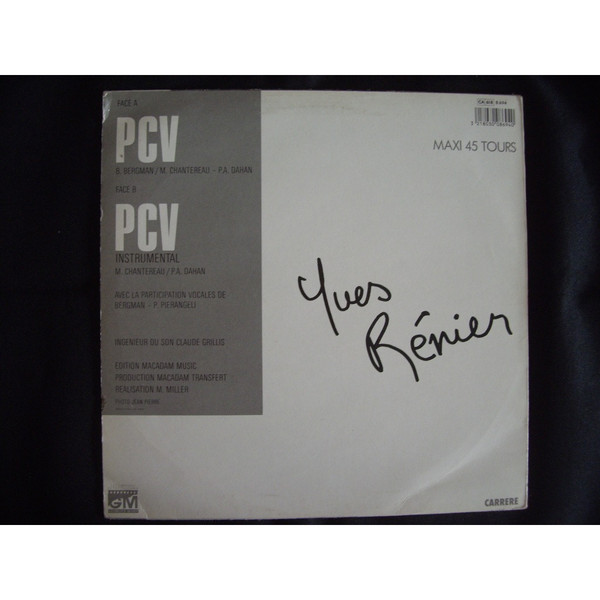 FACE A
PCV
B. BERGMAN / M. CHANTEREAU - P.A. DAHAN
FACE B
PCV
INSTRUMENTAL
M. CHANTEREAU / P.A. DAHAN
AVEC LA PARTICIPATION VOCALES DE
BERGMAN - P. PIERANGELI
INGENIEUR DU SON CLAUDE GRILLIS
EDITION MACADAM MUSIC
PRODUCTION MACADAM TRANSFERT
REALISATION M. MILLER
MAXI 45 TOURS
Yves
Rénier
GM
CARRERE